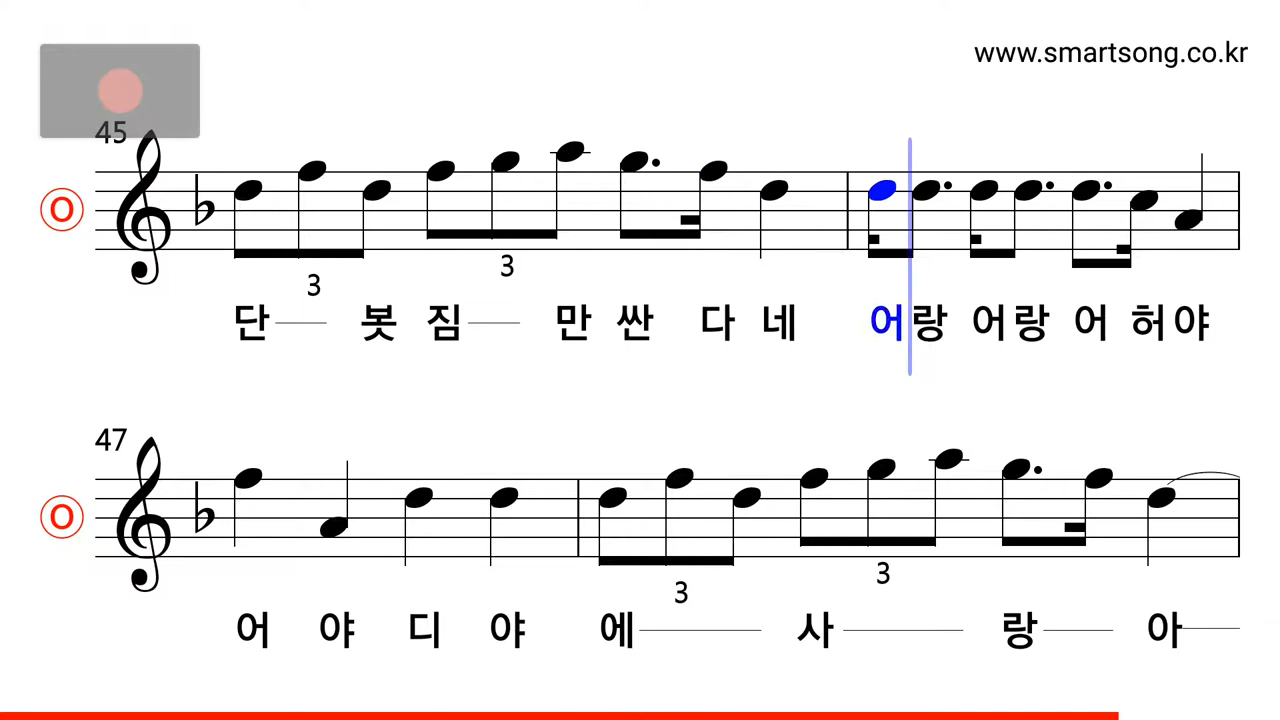 www.smartsong.co.kr
45
O
3 3
단 봇 짐 만 싼 다 네 어 랑 어 랑 어 허 야
47
O
3 3
어 야 디 야 에 사 랑 아